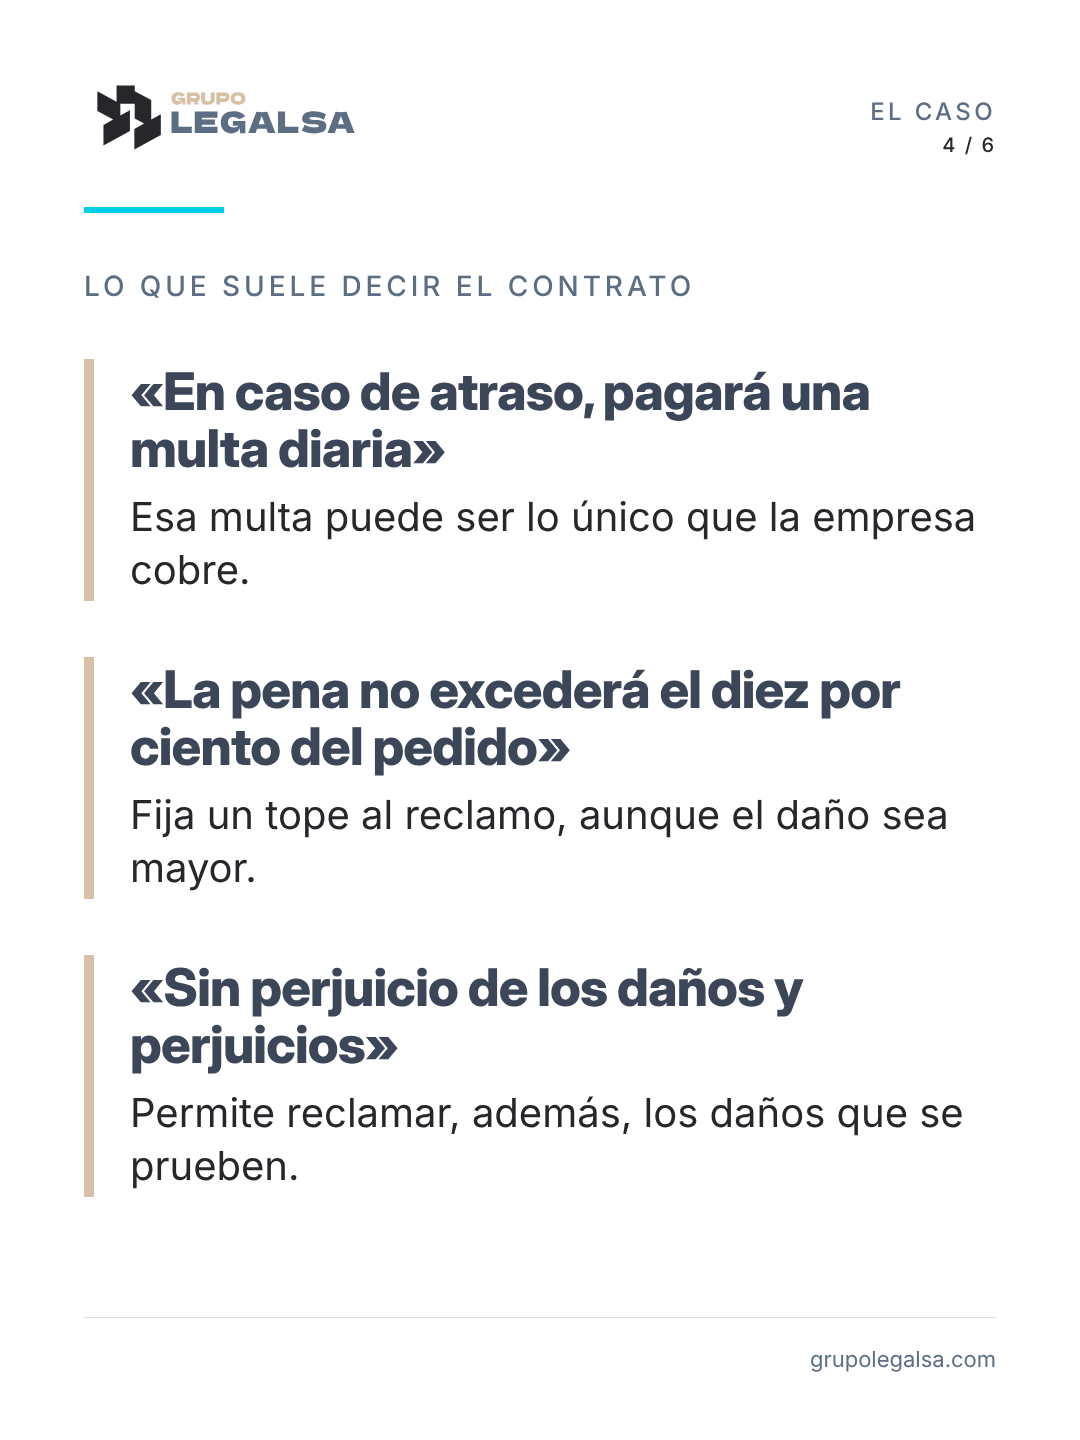 GRUPO
LEGALSA
EL CASO
4 / 6
LO QUE SUELE DECIR EL CONTRATO
«En caso de atraso, pagará una
multa diaria»
Esa multa puede ser lo único que la empresa
cobre.
«La pena no excederá el diez por
ciento del pedido»
Fija un tope al reclamo, aunque el daño sea
mayor.
«Sin perjuicio de los daños y
perjuicios»
Permite reclamar, además, los daños que se
prueben.
grupolegalsa.com